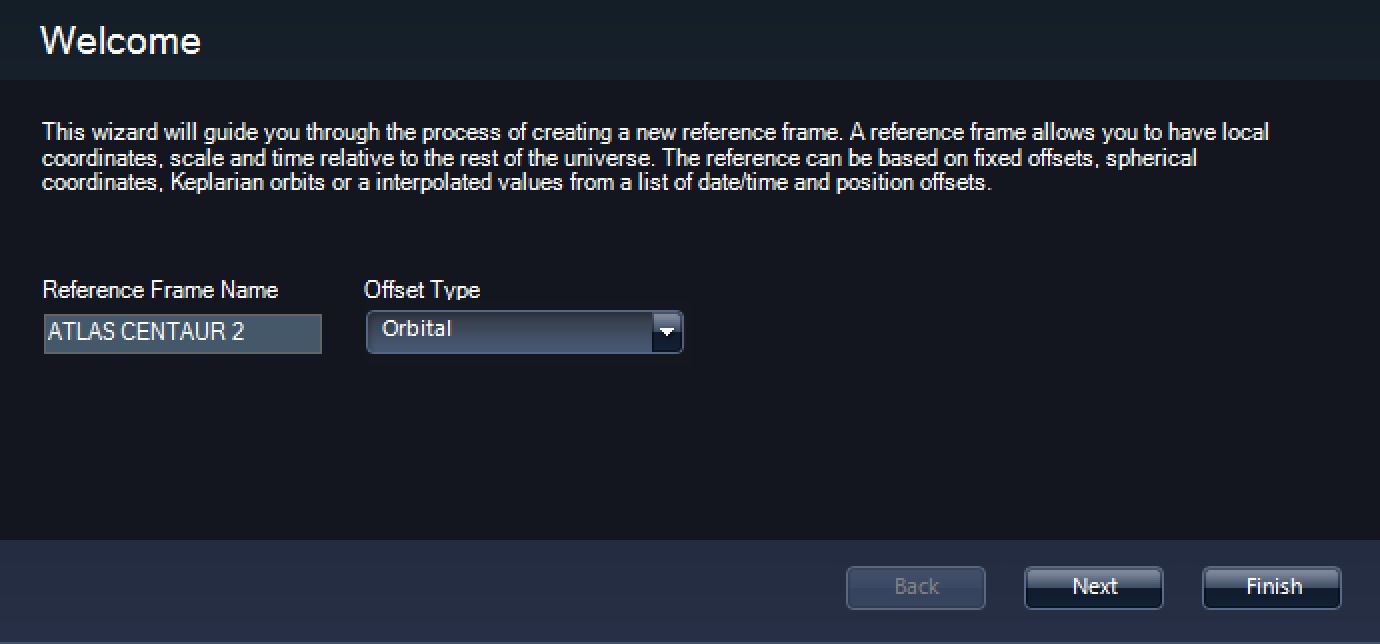 Welcome
This wizard will guide you through the process of creating a new reference frame. A reference frame allows you to have local
coordinates, scale and time relative to the rest of the universe. The reference can be based on fixed offsets, spherical
coordinates, Keplarian orbits or a interpolated values from a list of date/time and position offsets.
Reference Frame Name
Offset Type
ATLAS CENTAUR 2
Orbital
Back
Next
Finish